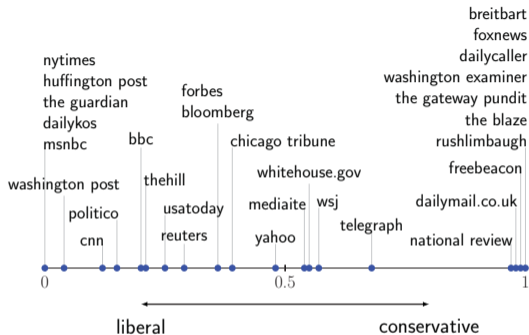 breitbart
foxnews
dailycaller
washington examiner
the gateway pundit
the blaze
rushlimbaugh
nytimes
huffington post
the guardian
dailykos
msnbc
forbes
bloomberg
bbc
chicago tribune
freebeacon
whitehouse.gov
washington post
thehill
dailymail.co.uk
mediaite
wsj
usatoday
politico
telegraph
cnn
reuters
yahoo
national review
0
0.5
1
liberal
conservative